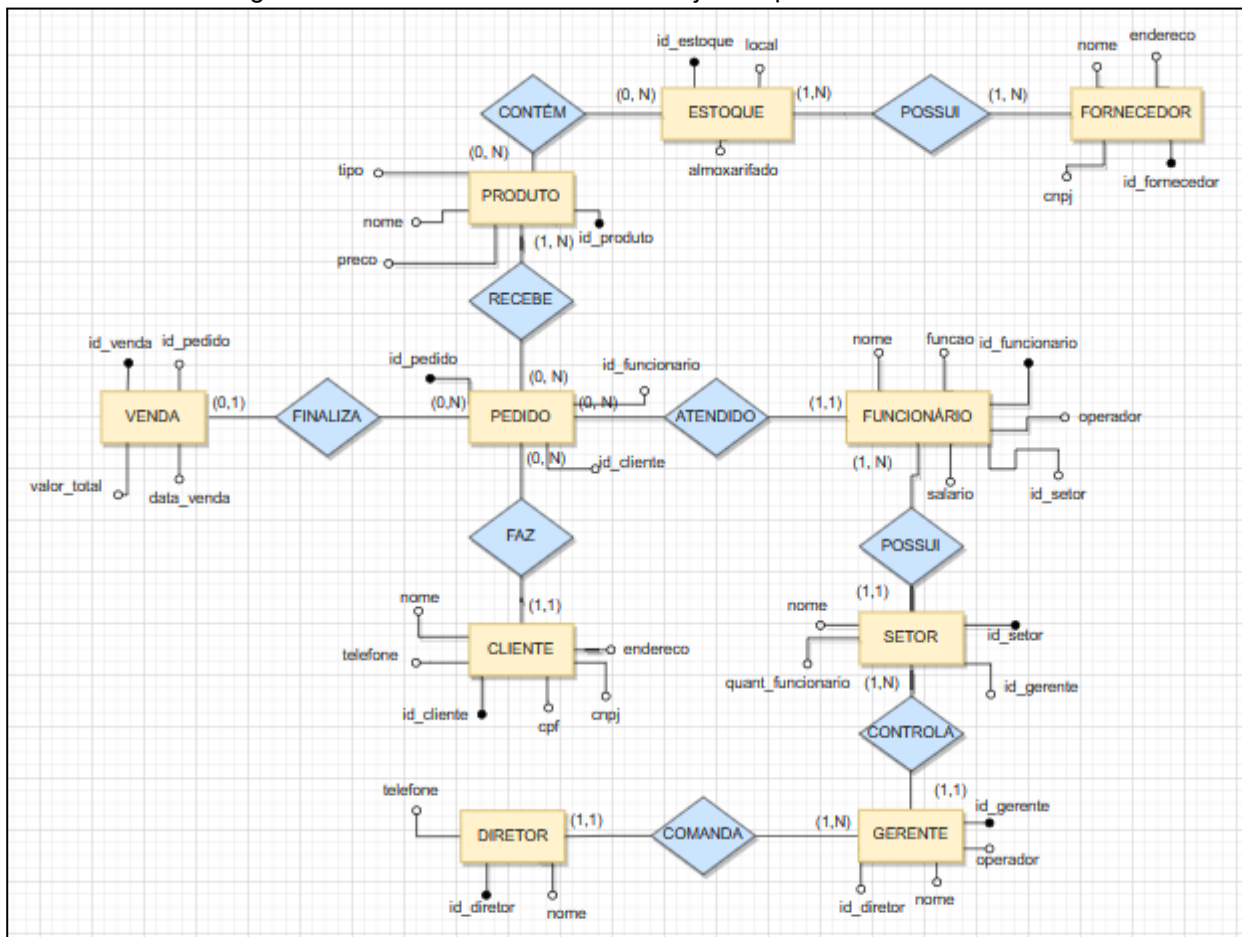 id_estoque
local
nome
endereco
(0, N)
(1,N)
(1, N)
CONTÉM
ESTOQUE
POSSUI
FORNECEDOR
(0, N)
almoxarifado
cnpj
id_fornecedor
tipo
PRODUTO
nome
id_produto
(1, N)
preco
RECEBE
id_venda
id_pedido
id_pedido
(0, N)
id_funcionario
nome
funcao
id_funcionario
VENDA
(0,1)
FINALIZA
(0,N)
PEDIDO
(0, N)
ATENDIDO
(1,1)
FUNCIONÁRIO
operador
(0, N)
id_cliente
(1, N)
valor_total
data_venda
salario
id_setor
FAZ
POSSUI
nome
(1,1)
(1,1)
nome
telefone
CLIENTE
endereco
SETOR
id_setor
quant_funcionario
(1,N)
id_gerente
id_cliente
cpf
cnpj
CONTROLA
telefone
(1,1)
id_gerente
DIRETOR
(1,1)
COMANDA
(1,N)
GERENTE
operador
id_diretor
nome
id_diretor
nome